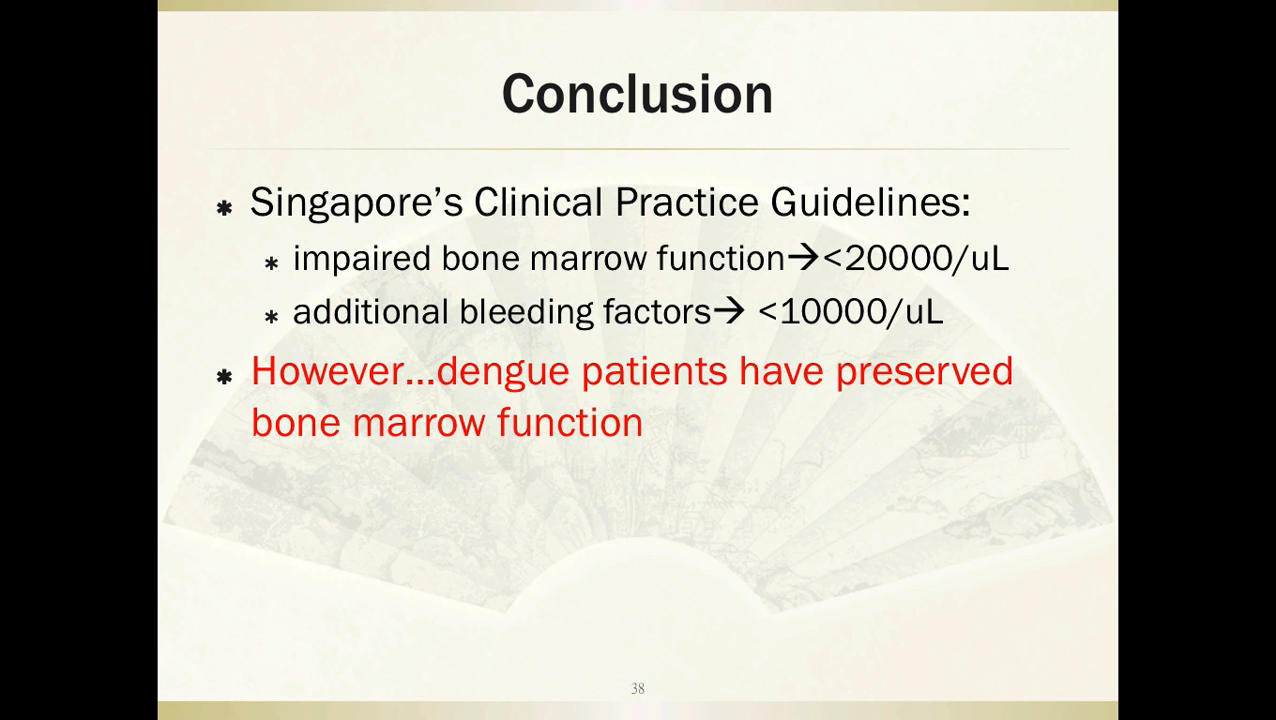 Conclusion
Singapore’s Clinical Practice Guidelines:
impaired bone marrow function→<20000/uL
additional bleeding factors→ <10000/uL
However…dengue patients have preserved
bone marrow function
38